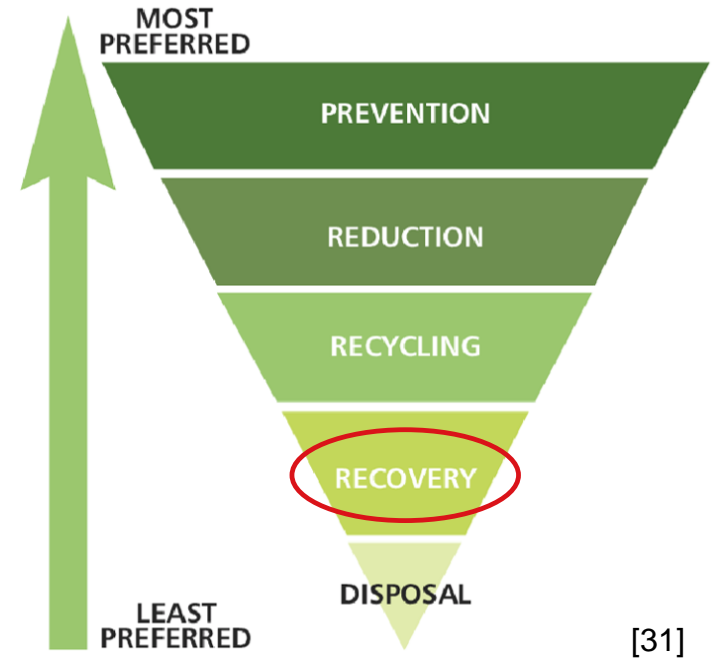 MOST
PREFERRED
PREVENTION
REDUCTION
RECYCLING
RECOVERY
DISPOSAL
LEAST
PREFERRED
[31]